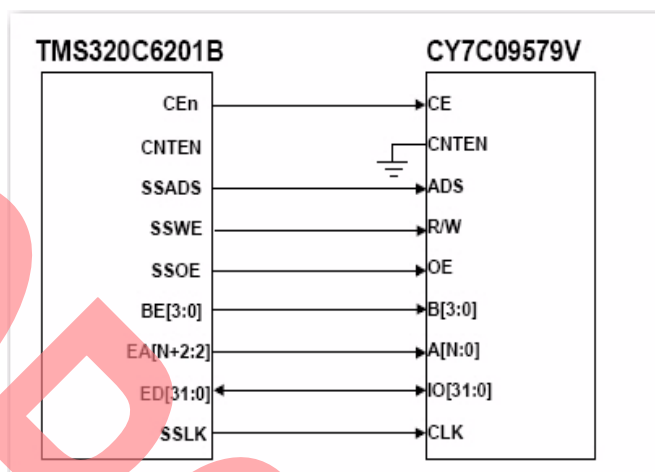 TMS320C6201B CY7C09579V
CEn CE
CNTEN CNTEN
SSADS ADS
SSWE R/W
SSOE OE
BE[3:0] B[3:0]
EA[N+2:2] A[N:0]
ED[31:0] IO[31:0]
SSLK CLK